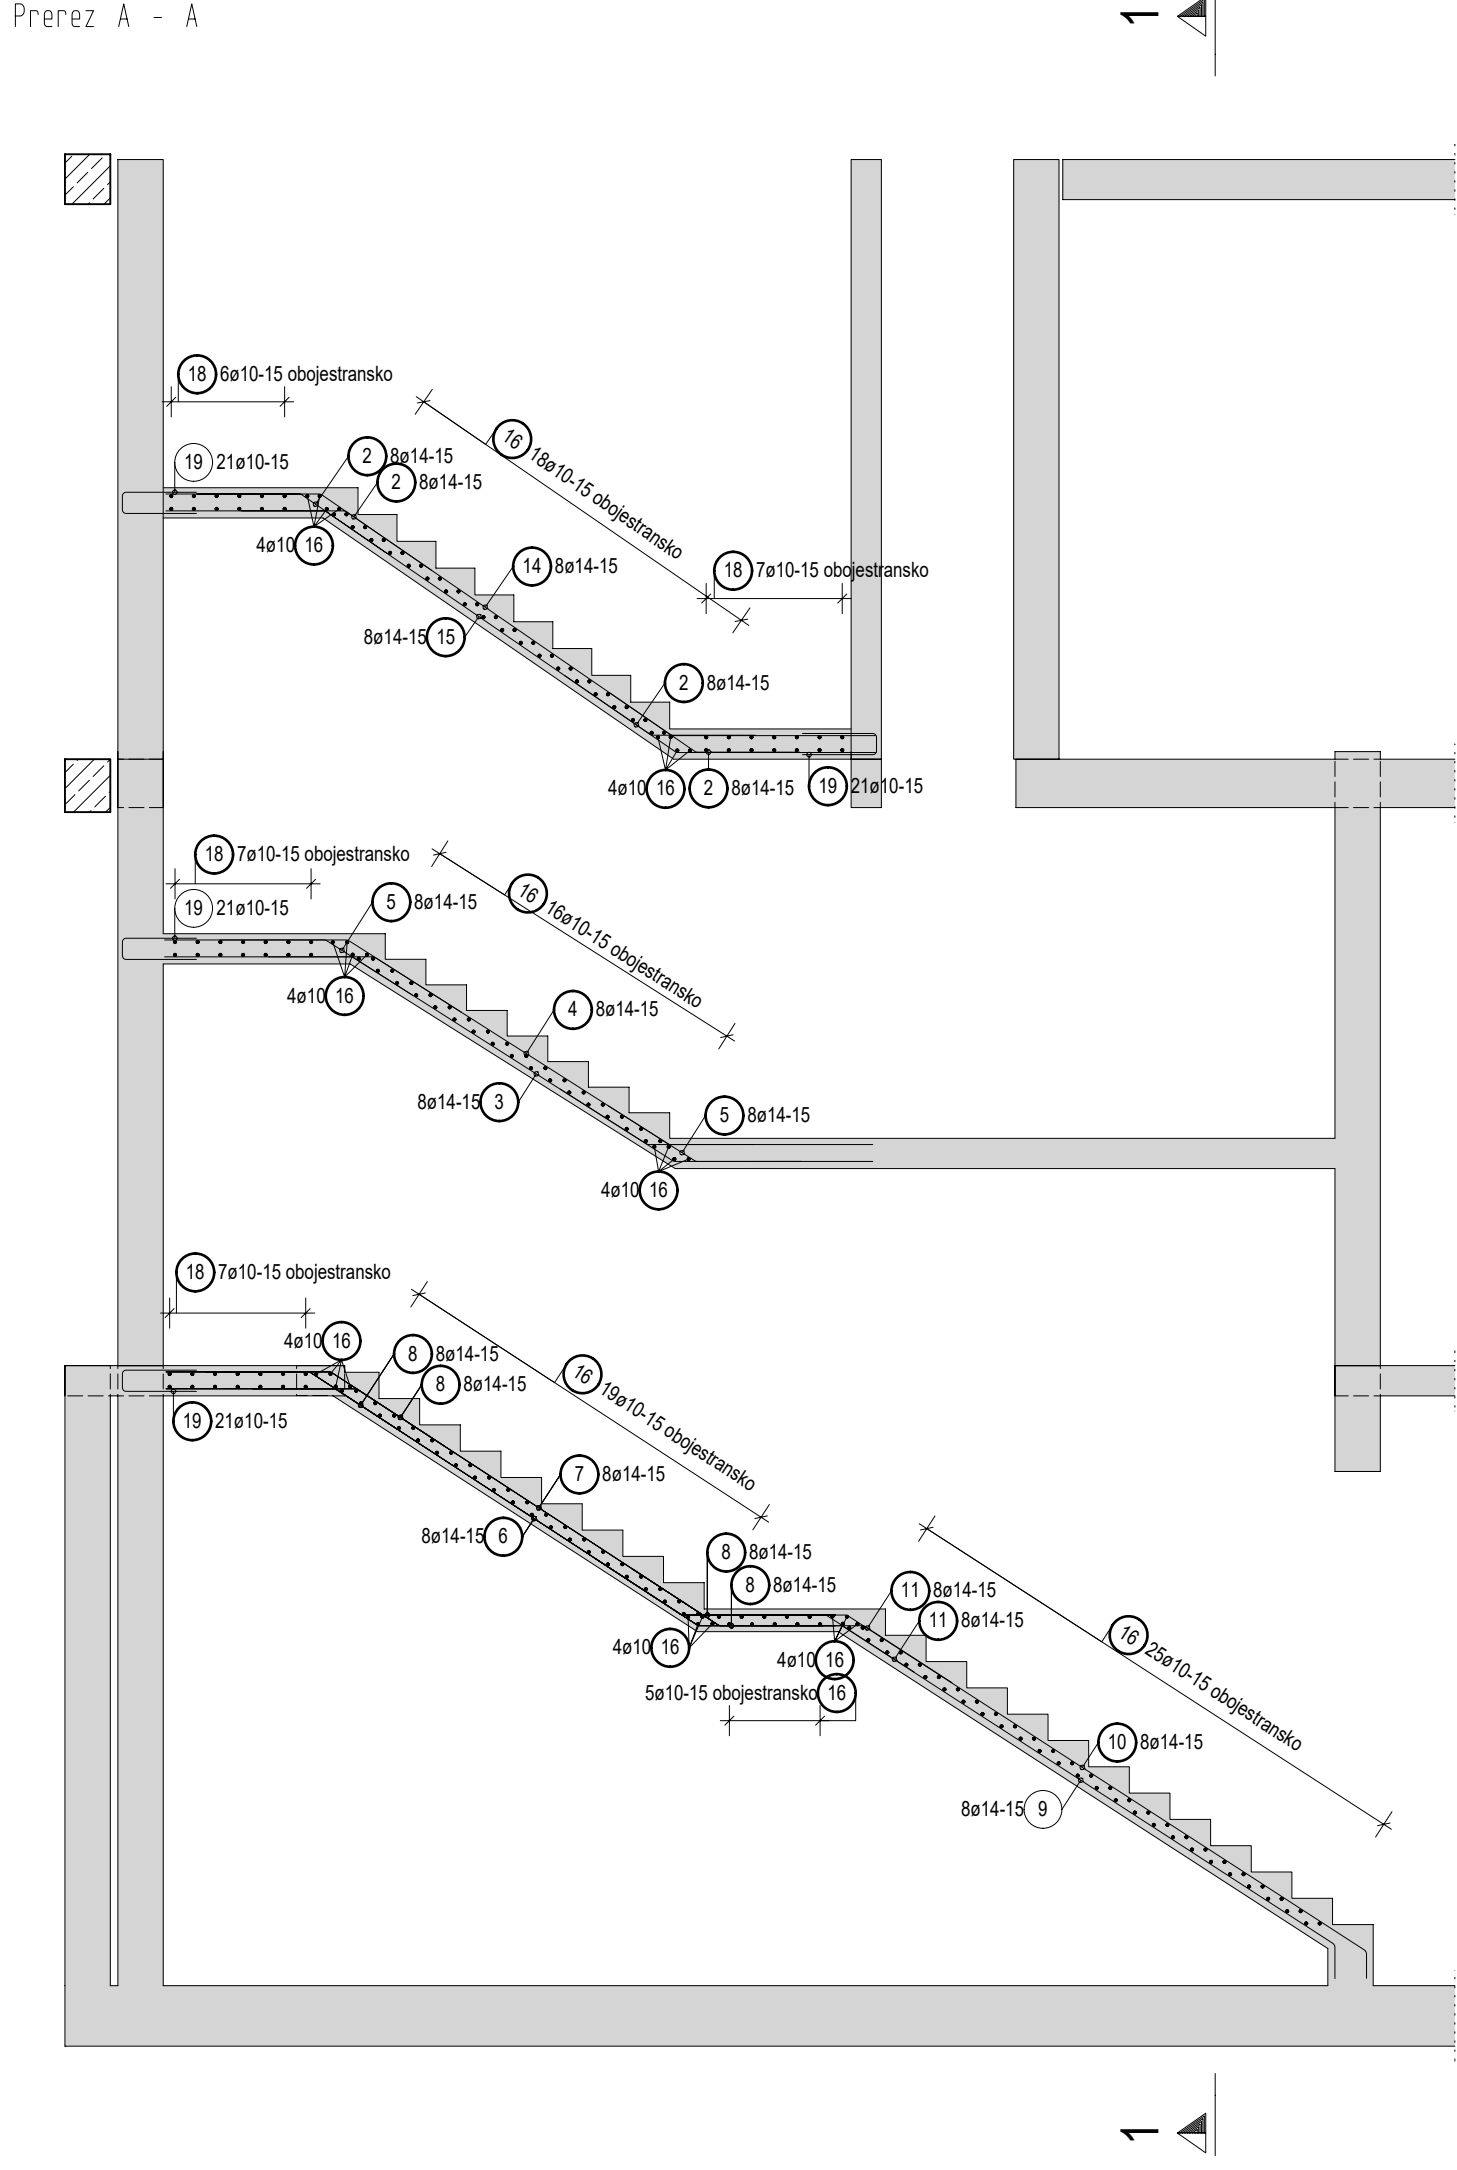 Prerez A - A
1
18 6ø10-15 obojestransko
16 18ø10-15 obojestransko
2 8ø14-15
19 21ø10-15
2 8ø14-15
4ø10 16
14 8ø14-15
18 7ø10-15 obojestransko
8ø14-15 15
2 8ø14-15
4ø10 16
2 8ø14-15
19 21ø10-15
18 7ø10-15 obojestransko
16 16ø10-15 obojestransko
19 21ø10-15
5 8ø14-15
4ø10 16
4 8ø14-15
8ø14-15 3
5 8ø14-15
4ø10 16
18 7ø10-15 obojestransko
4ø10 16
8 8ø14-15
16 19ø10-15 obojestransko
8 8ø14-15
19 21ø10-15
7 8ø14-15
8ø14-15 6
8 8ø14-15
8 8ø14-15
11 8ø14-15
11 8ø14-15
16 25ø10-15 obojestransko
4ø10 16
4ø10 16
5ø10-15 obojestransko 16
10 8ø14-15
8ø14-15 9
1